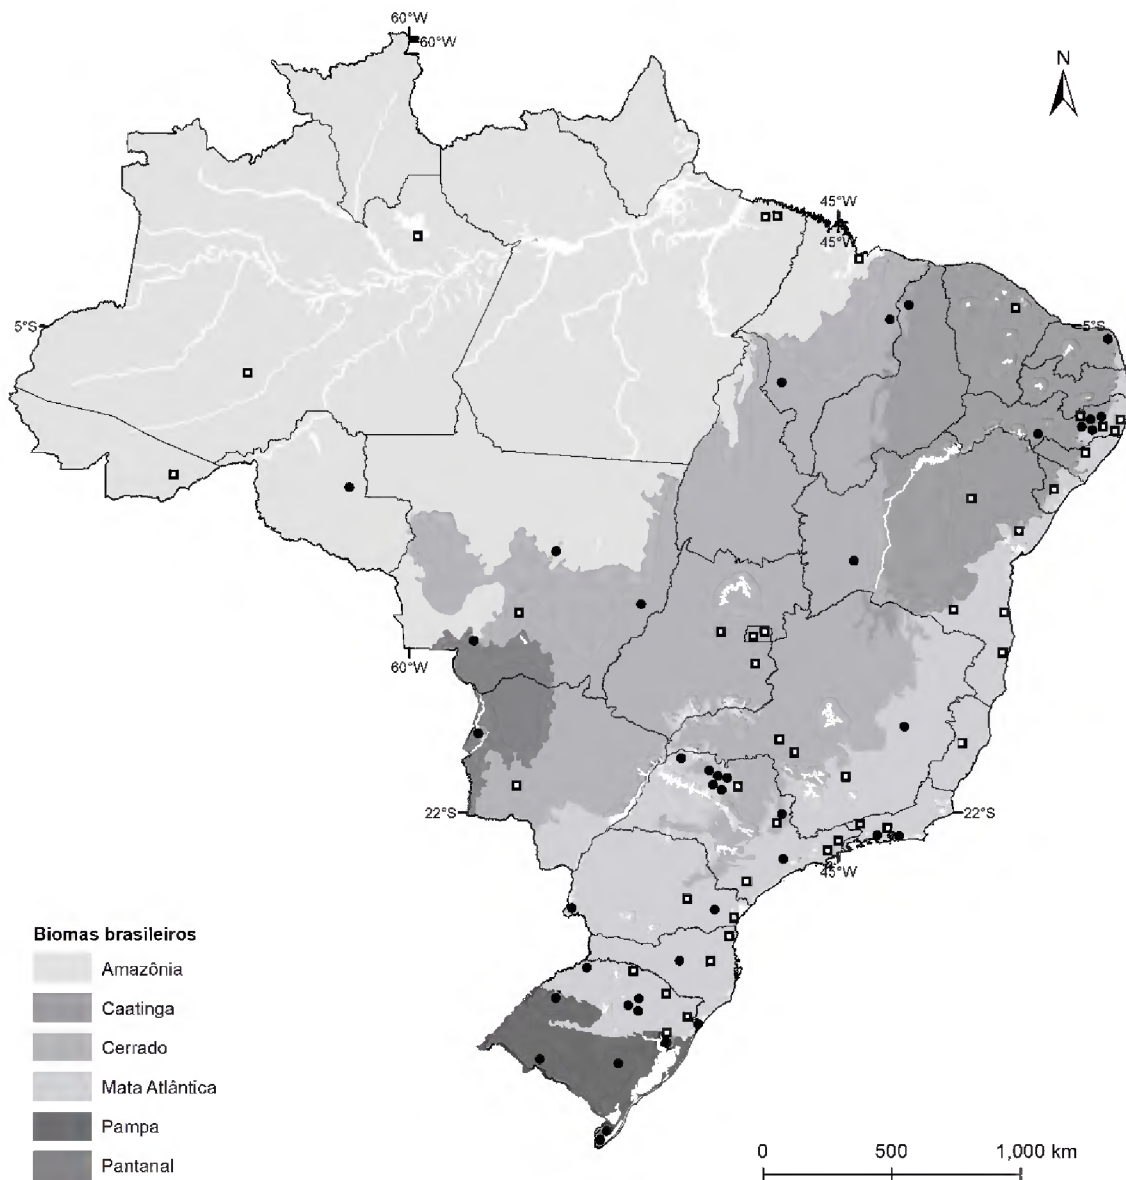 60°W
60°W
N
45°W
45°W
5°S
5°S
60°W
22°S
22°S
45°W
Biomas brasileiros
Amazônia
Caatinga
Cerrado
Mata Atlântica
Pampa
Pantanal
0 500 1,000 km